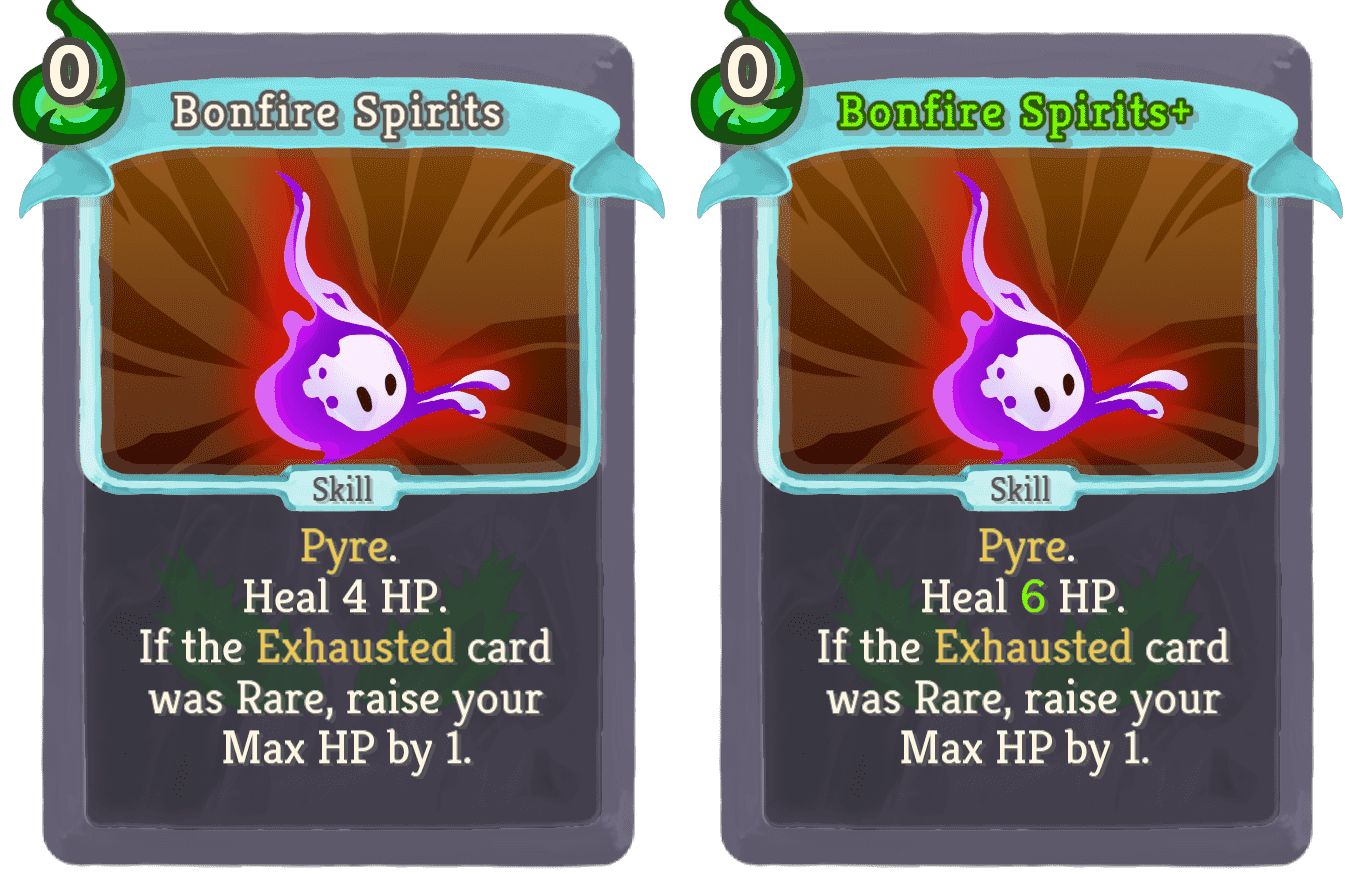 0
Bonfire Spirits
Skill
Pyre.
Heal 4 HP.
If the Exhausted card
was Rare, raise your
Max HP by 1.
0
Bonfire Spirits+
Skill
Pyre.
Heal 6 HP.
If the Exhausted card
was Rare, raise your
Max HP by 1.